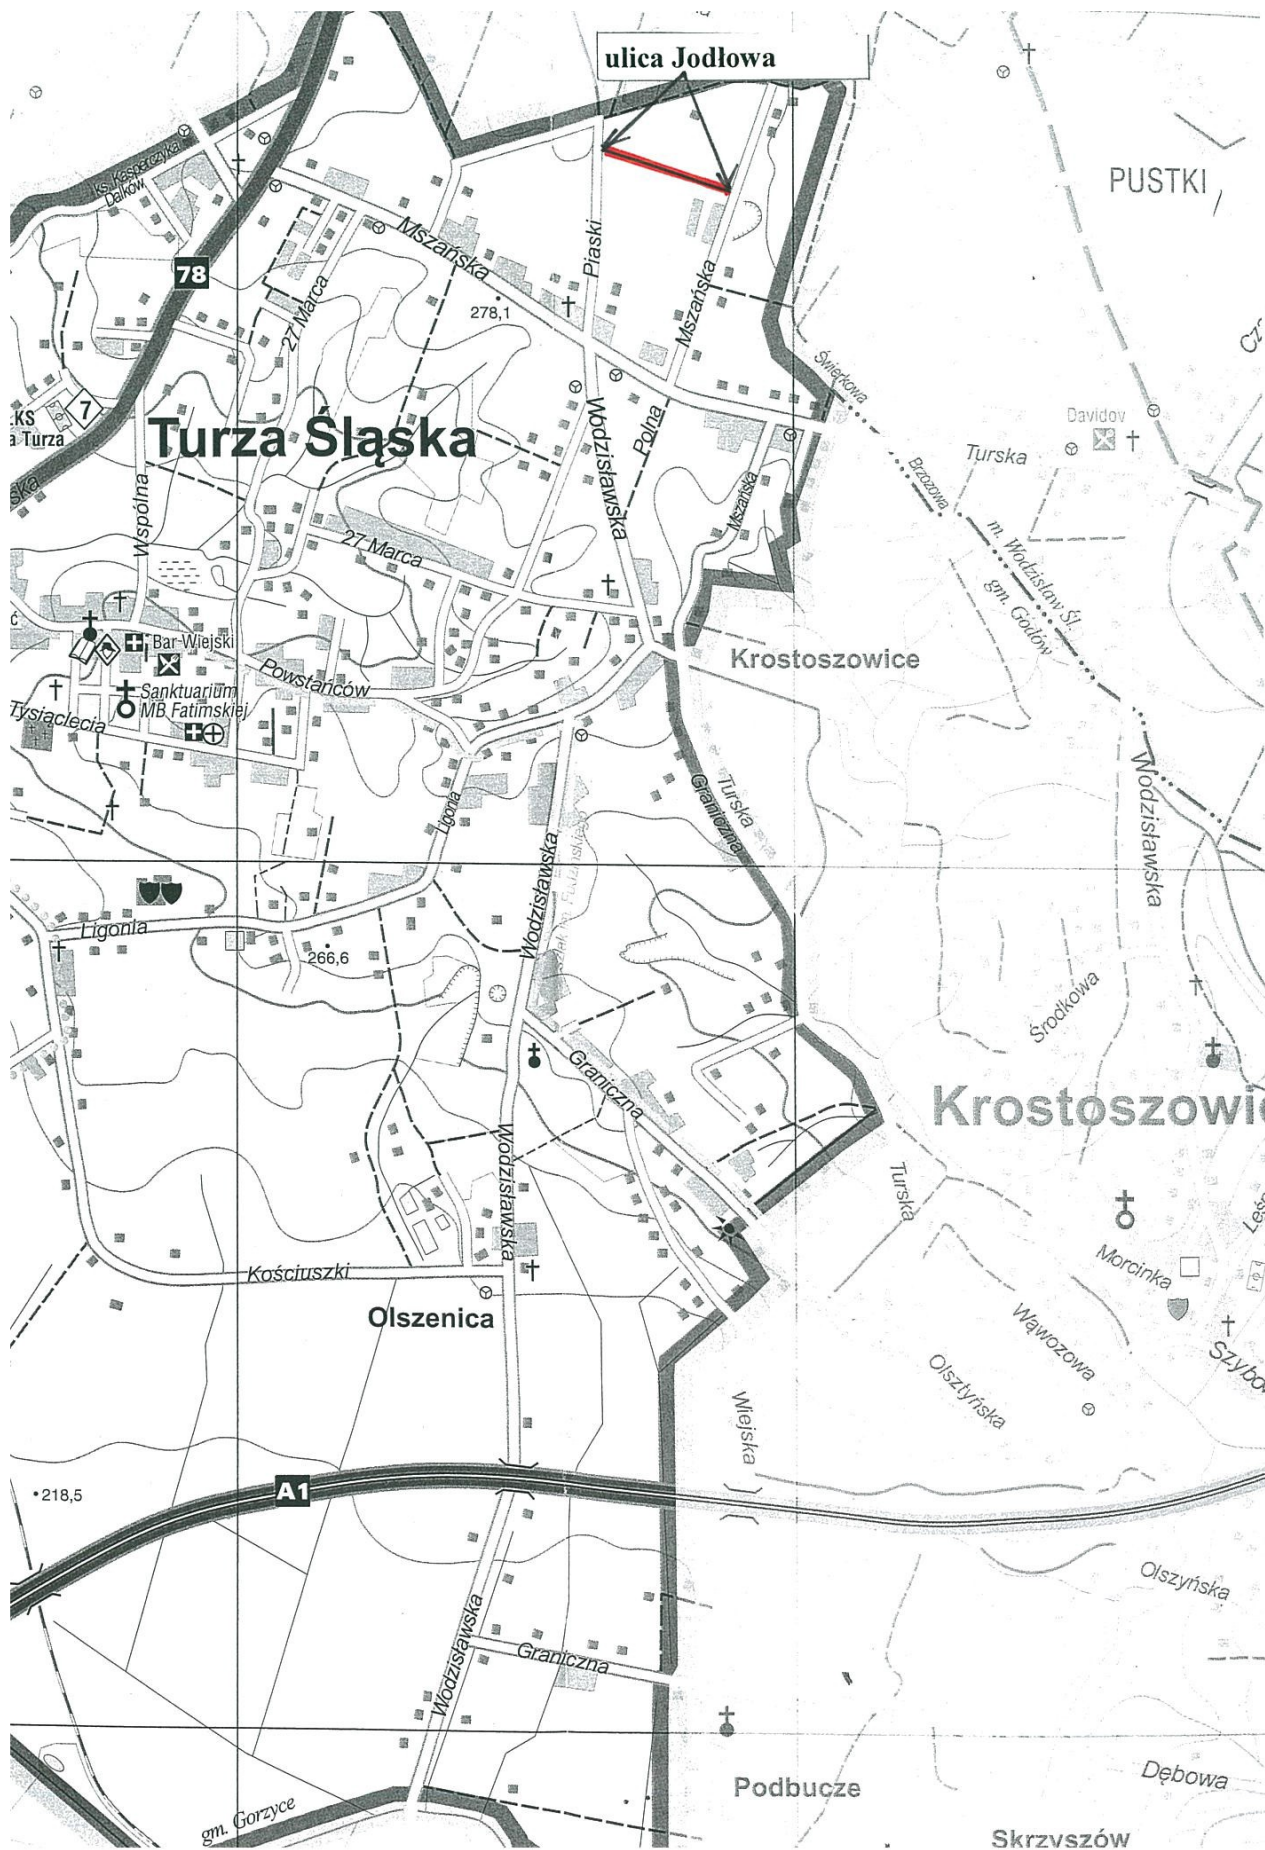 ulica Jodłowa
PUSTKI
ks. Kasperczyka
Dalków
78
Mszańska
27 Marca
278,1
Piaski
Mszańska
Świerkowa
7
a Turza
Turza Śląska
Wodzisławska
Polna
Davidov
Turska
Brzozowa
Wspólna
27 Marca
Mszańska
m. Wodzisław Śl.
gm. Godów
Bar Wiejski
Powstańców
Krostoszowice
Sanktuarium
MB Fatimskiej
Tysiąclecia
Turska
Graniczna
Wodzisławska
Ligonia
Wodzisławska
Ligonia
266,6
Środkowa
Graniczna
Krostoszowic
Wodzisławska
Turska
Morcinka
Kościuszki
Olszenica
Wąwozowa
Olsztyńska
Wiejska
A1
218,5
Olszyńska
Wodzisławska
Graniczna
Podbucze
Dębowa
gm. Gorzyce
Skrzyszów